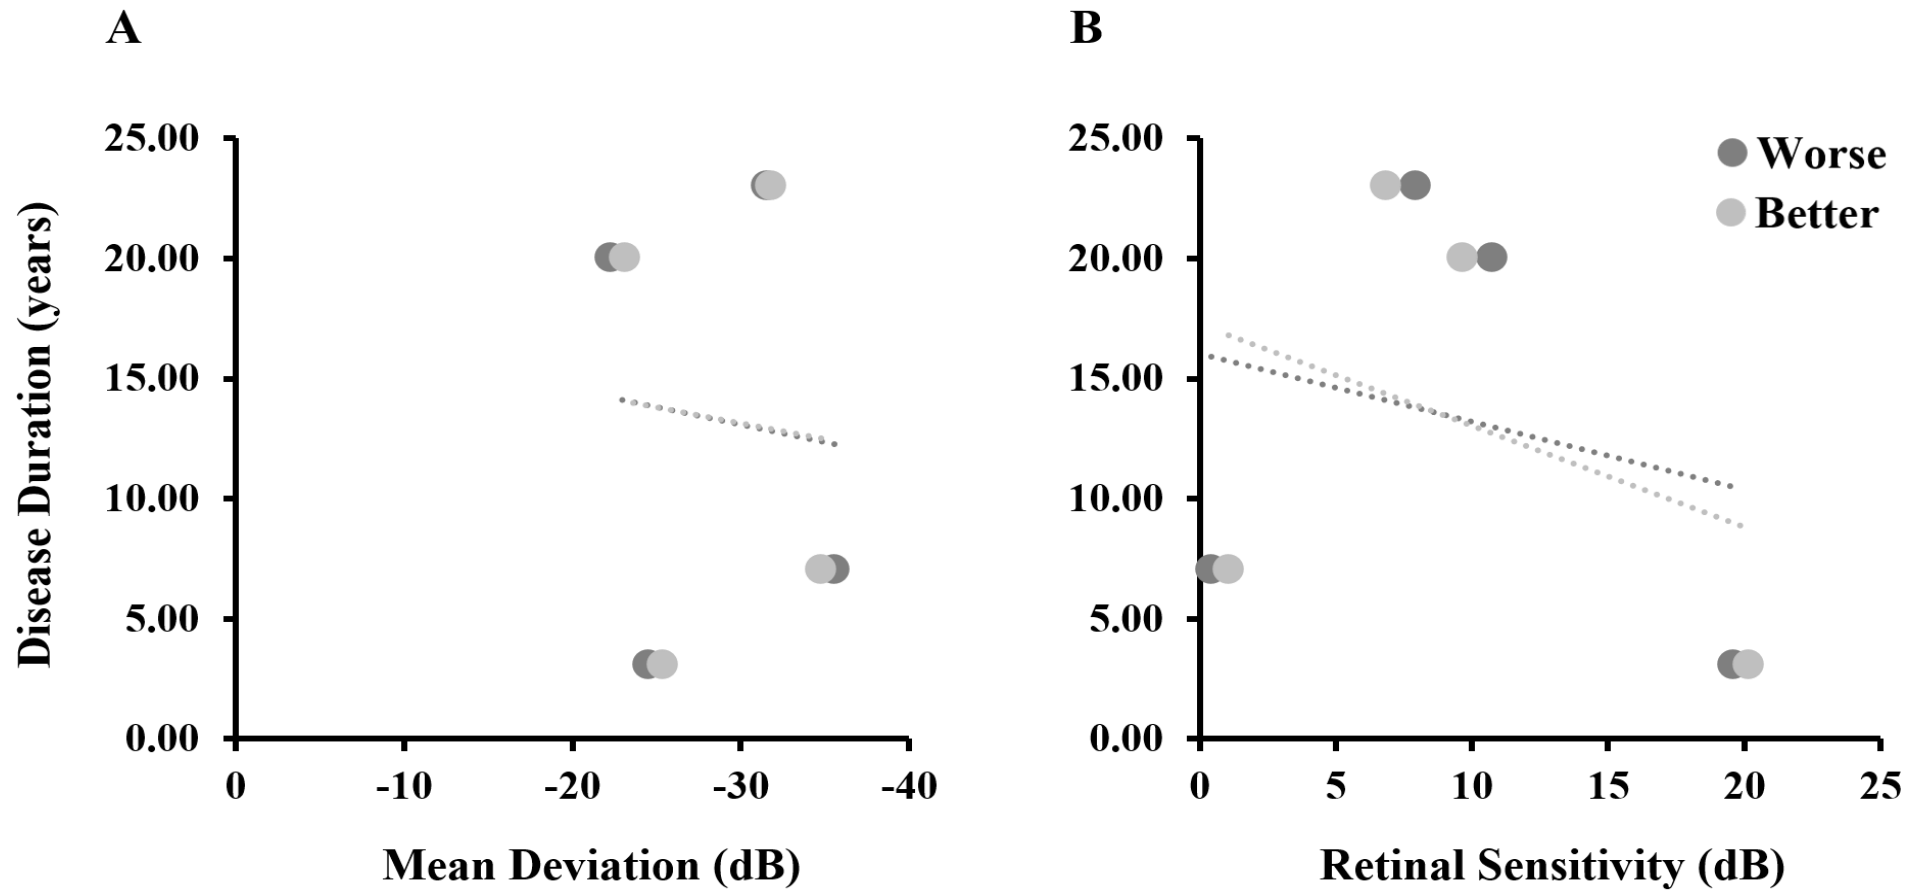 A
25.00
20.00
15.00
10.00
5.00
0.00
Disease Duration (years)
0 -10 -20 -30 -40
Mean Deviation (dB)
B
25.00
20.00
15.00
10.00
5.00
0.00
0 5 10 15 20 25
Retinal Sensitivity (dB)
Worse
Better